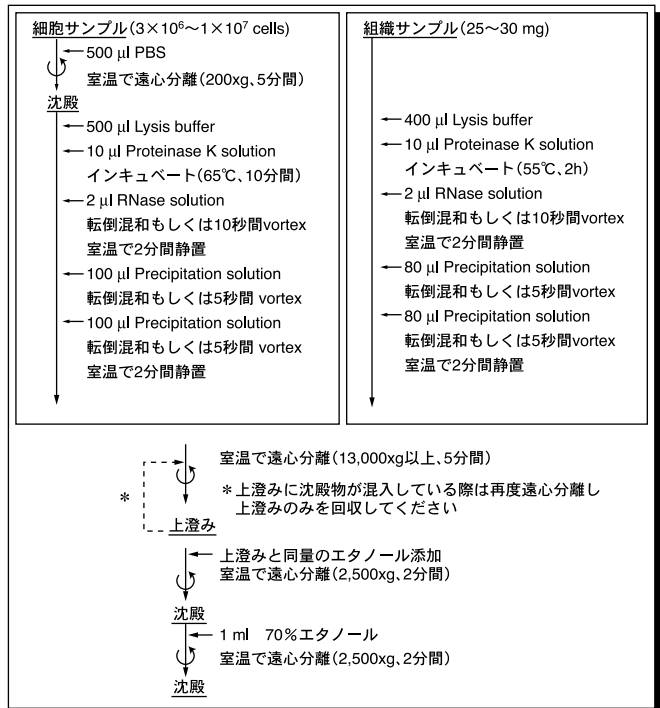 細胞サンプル(3×10⁶～1×10⁷ cells)
500 μl PBS
室温で遠心分離(200xg、5分間)
沈殿
500 μl Lysis buffer
10 μl Proteinase K solution
インキュベート(65℃、10分間)
2 μl RNase solution
転倒混和もしくは10秒間vortex
室温で2分間静置
100 μl Precipitation solution
転倒混和もしくは5秒間 vortex
100 μl Precipitation solution
転倒混和もしくは5秒間 vortex
室温で2分間静置
組織サンプル(25～30 mg)
400 μl Lysis buffer
10 μl Proteinase K solution
インキュベート(55℃、2h)
2 μl RNase solution
転倒混和もしくは10秒間vortex
室温で2分間静置
80 μl Precipitation solution
転倒混和もしくは5秒間vortex
80 μl Precipitation solution
転倒混和もしくは5秒間vortex
室温で2分間静置
室温で遠心分離(13,000xg以上、5分間)
*
*上澄みに沈殿物が混入している際は再度遠心分離し
上澄みのみを回収してください
上澄み
上澄みと同量のエタノール添加
室温で遠心分離(2,500xg、2分間)
沈殿
1 ml 70%エタノール
室温で遠心分離(2,500xg、2分間)
沈殿